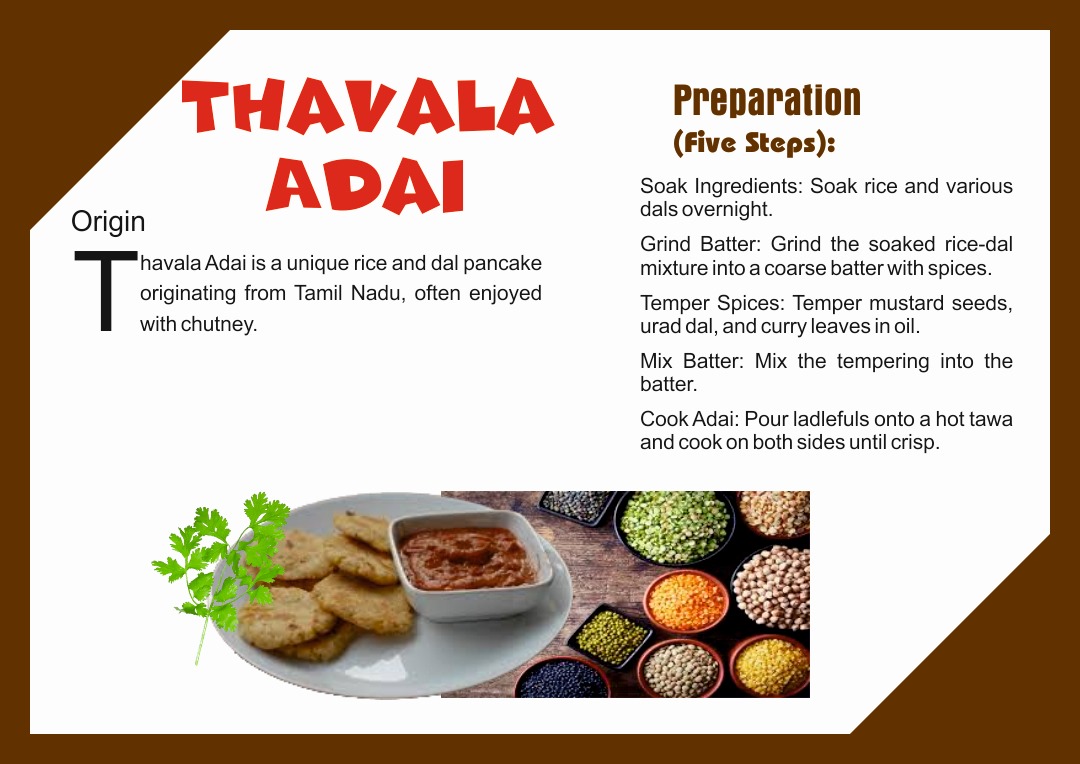 THAVALA
ADAI
Origin
Thavala Adai is a unique rice and dal pancake
originating from Tamil Nadu, often enjoyed
with chutney.
Preparation
(Five Steps):
Soak Ingredients: Soak rice and various
dals overnight.
Grind Batter: Grind the soaked rice-dal
mixture into a coarse batter with spices.
Temper Spices: Temper mustard seeds,
urad dal, and curry leaves in oil.
Mix Batter: Mix the tempering into the
batter.
Cook Adai: Pour ladlefuls onto a hot tawa
and cook on both sides until crisp.